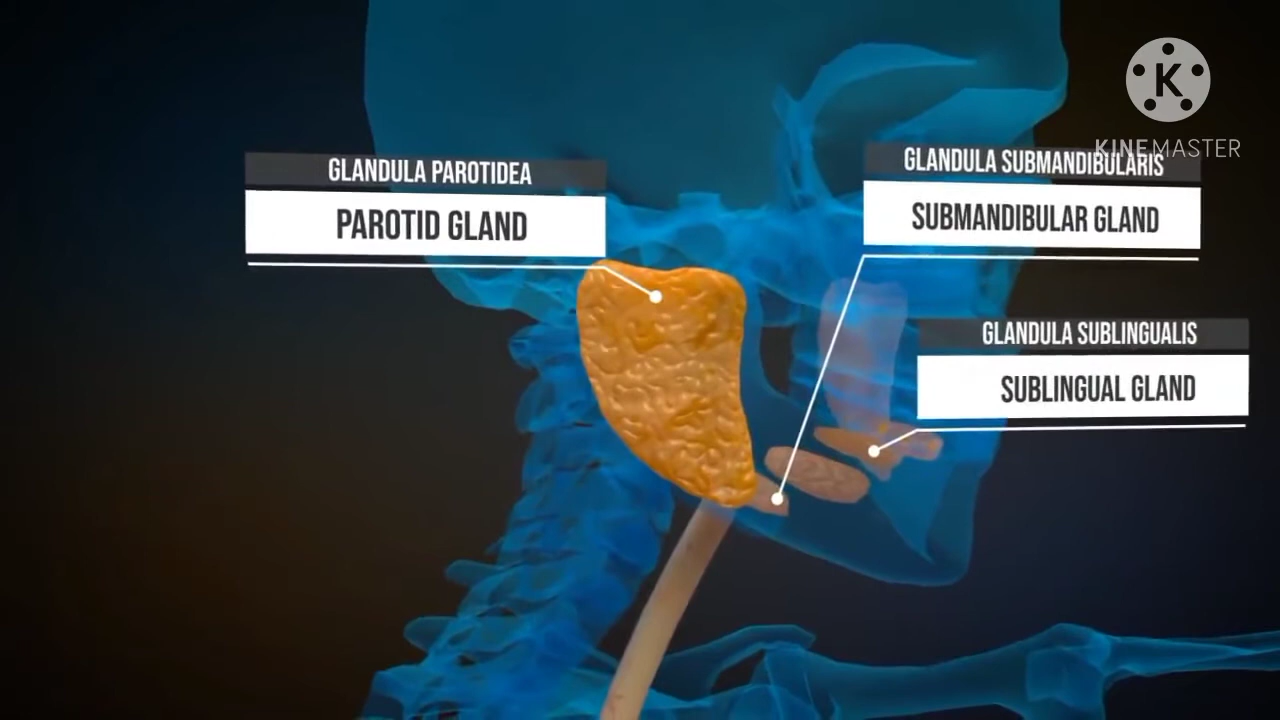 K
KINEMASTER
GLANDULA PAROTIDEA
PAROTID GLAND
GLANDULA SUBMANDIBULARIS
SUBMANDIBULAR GLAND
GLANDULA SUBLINGUALIS
SUBLINGUAL GLAND